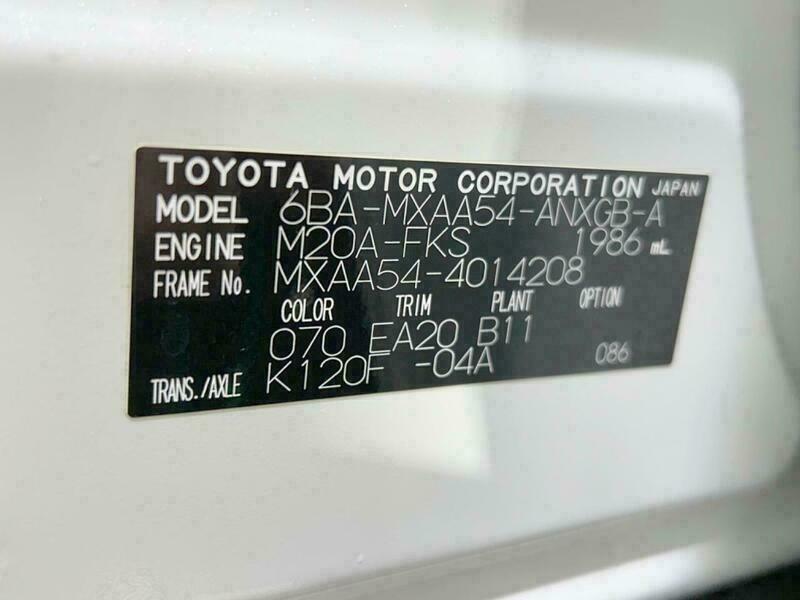 TOYOTA MOTOR CORPORATION JAPAN
MODEL 6BA-MXAA54-ANXGB-A
ENGINE M20A-FKS 1986 mL
FRAME No. MXAA54-4014208
COLOR TRIM PLANT OPTION
070 EA20 B11
TRANS./AXLE K120F -04A 086